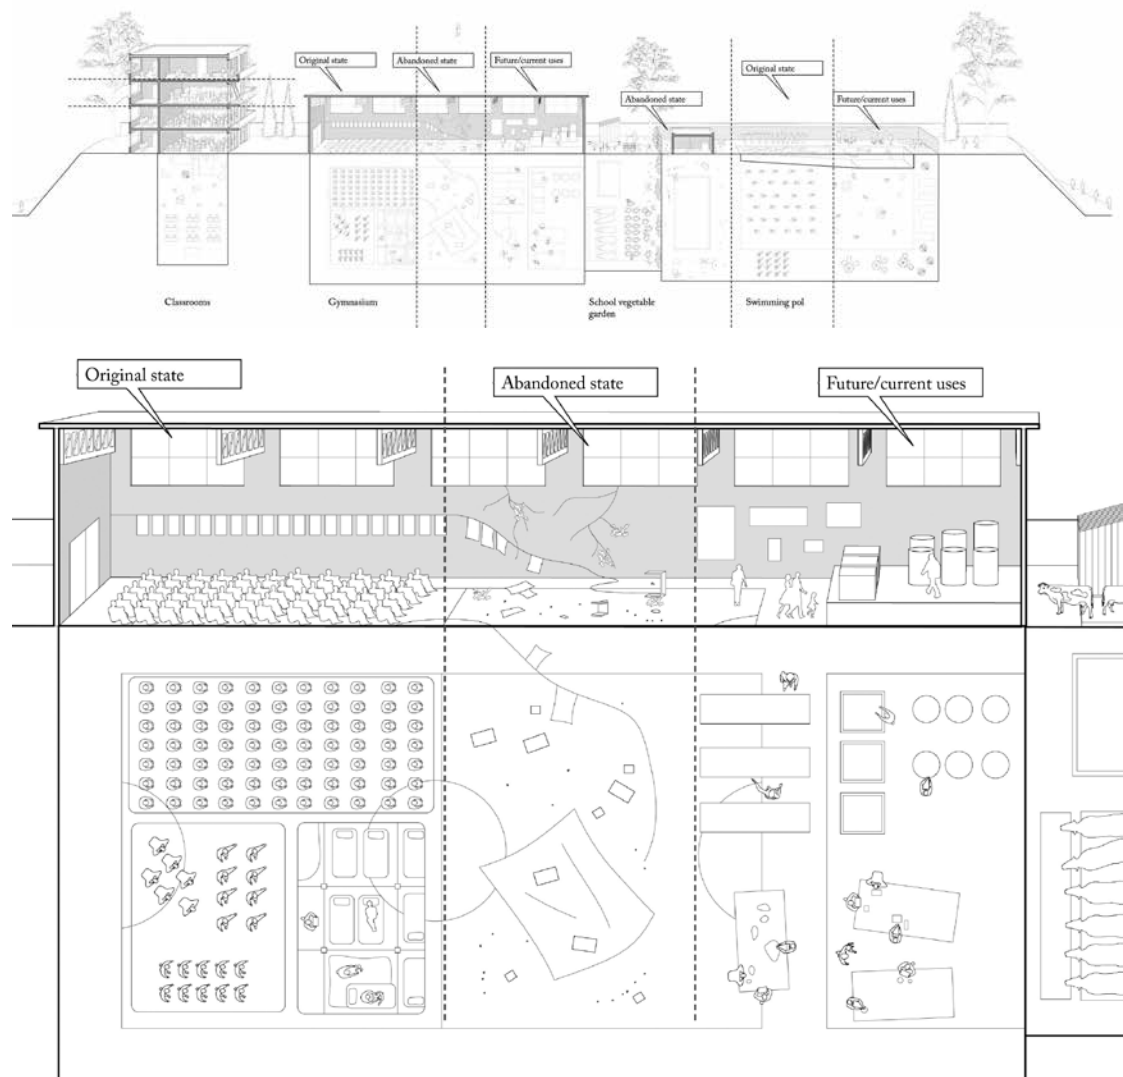 Original state
Abandoned state
Future/current uses
Original state
Abandoned state
Future/current uses
Classrooms
Gymnasium
School vegetable
garden
Swimming pol
Original state
Abandoned state
Future/current uses